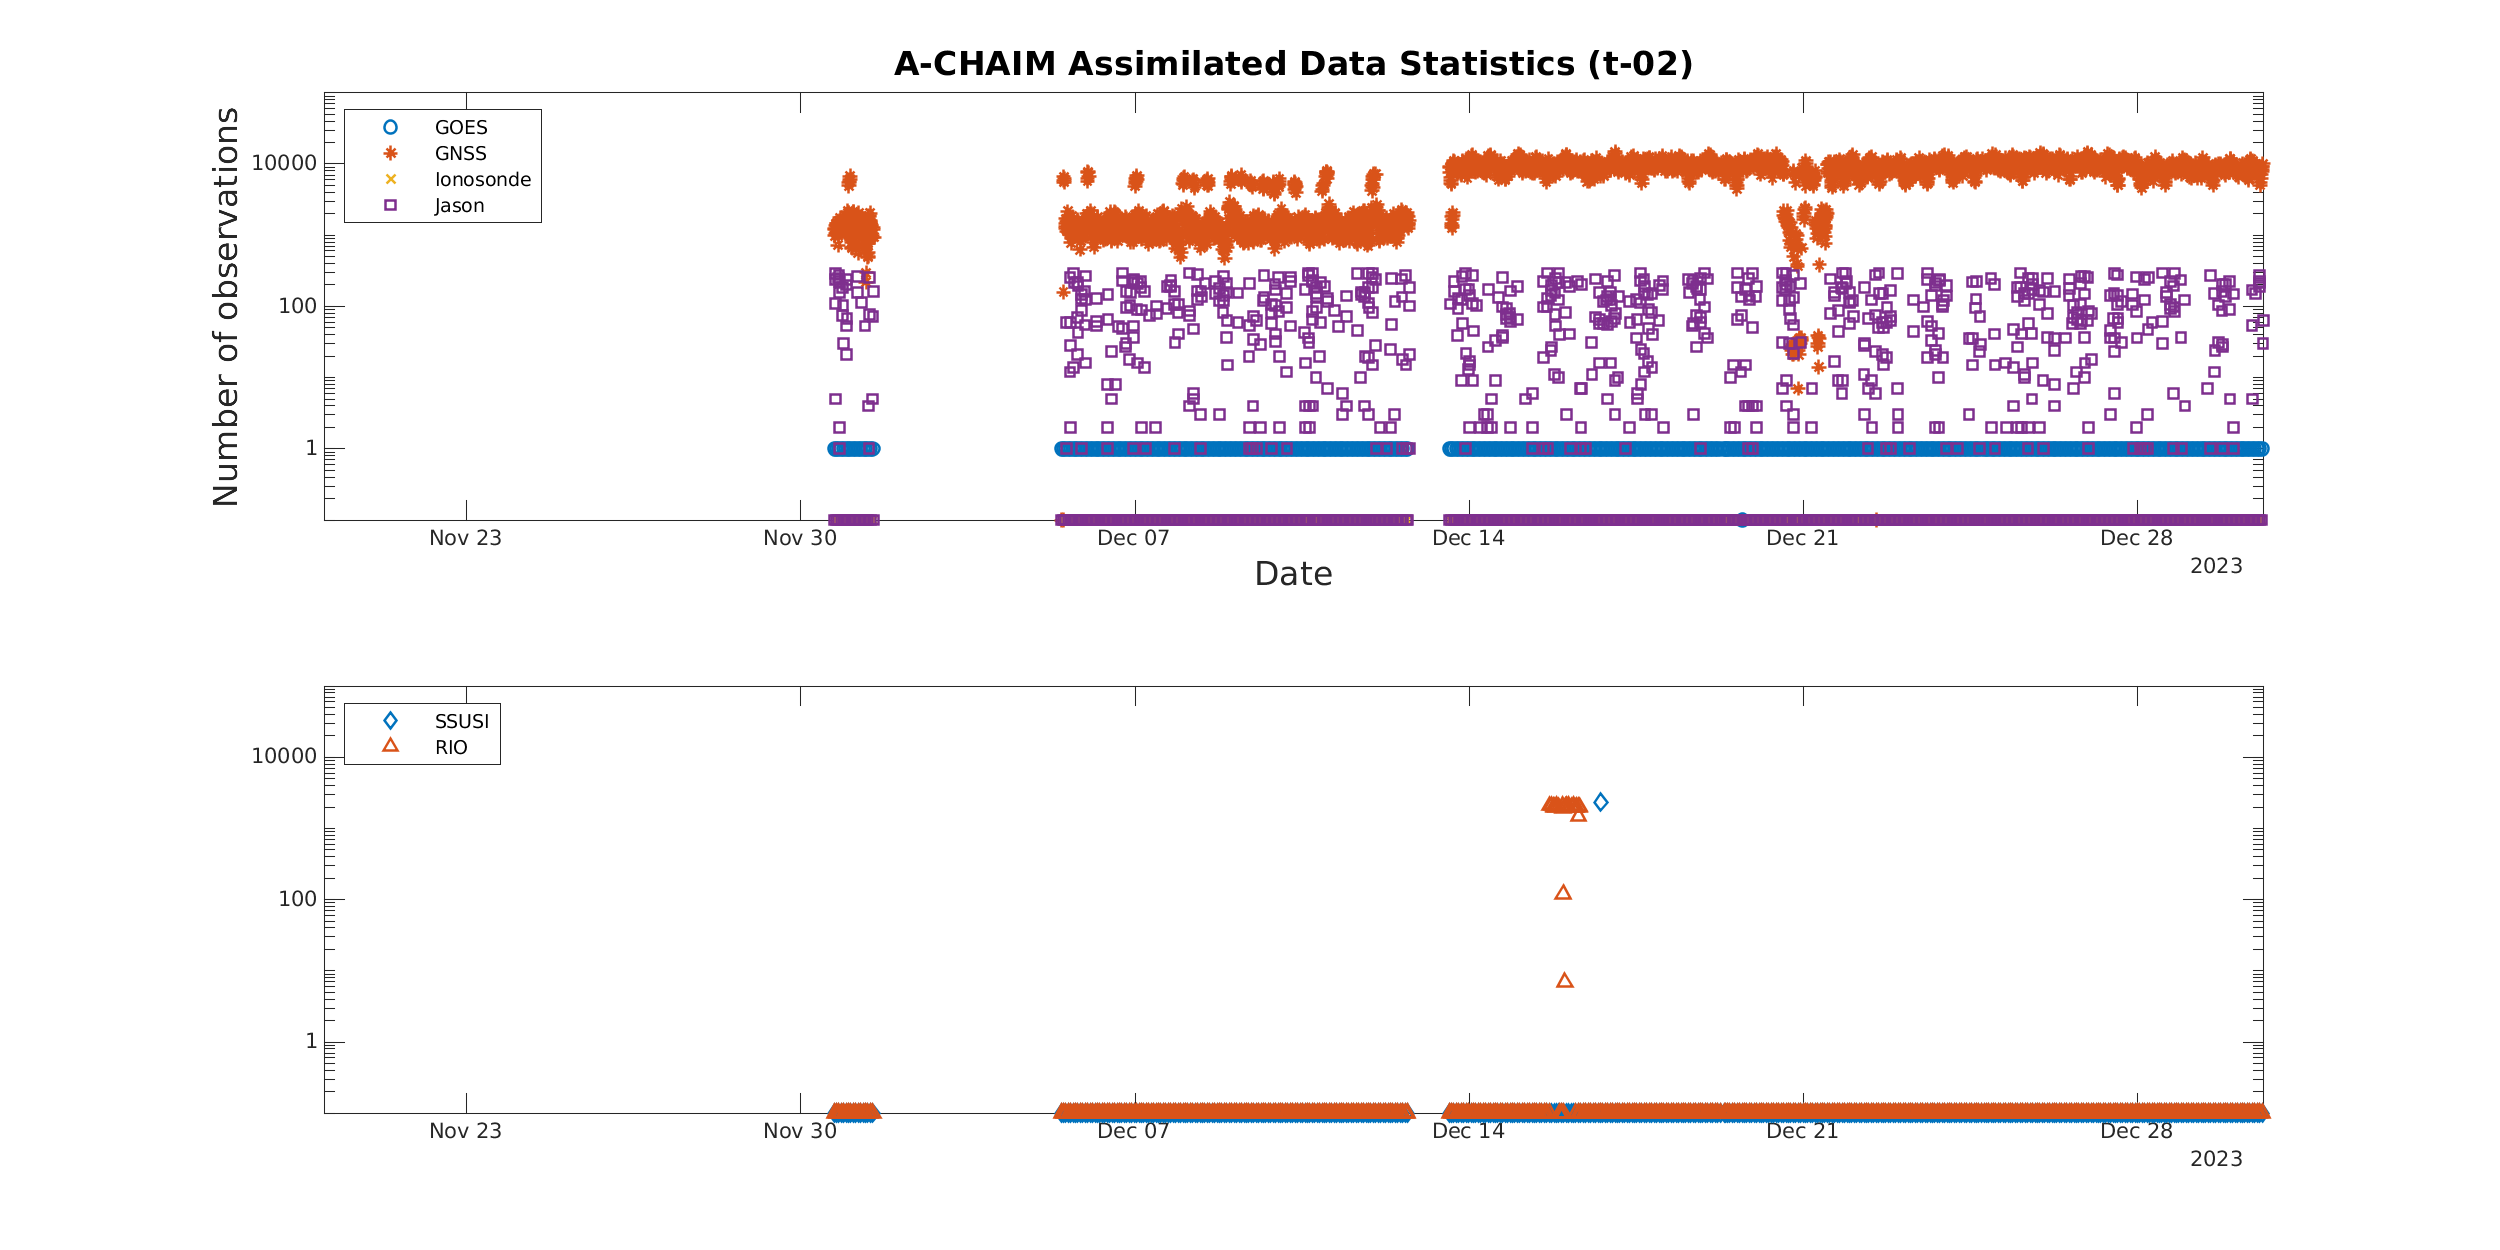 A-CHAIM Assimilated Data Statistics (t-02)
Number of observations
10000
100
1
GOES
GNSS
Ionosonde
Jason
Nov 23
Nov 30
Dec 07
Dec 14
Dec 21
Dec 28
2023
Date
10000
100
1
SSUSI
RIO
Nov 23
Nov 30
Dec 07
Dec 14
Dec 21
Dec 28
2023